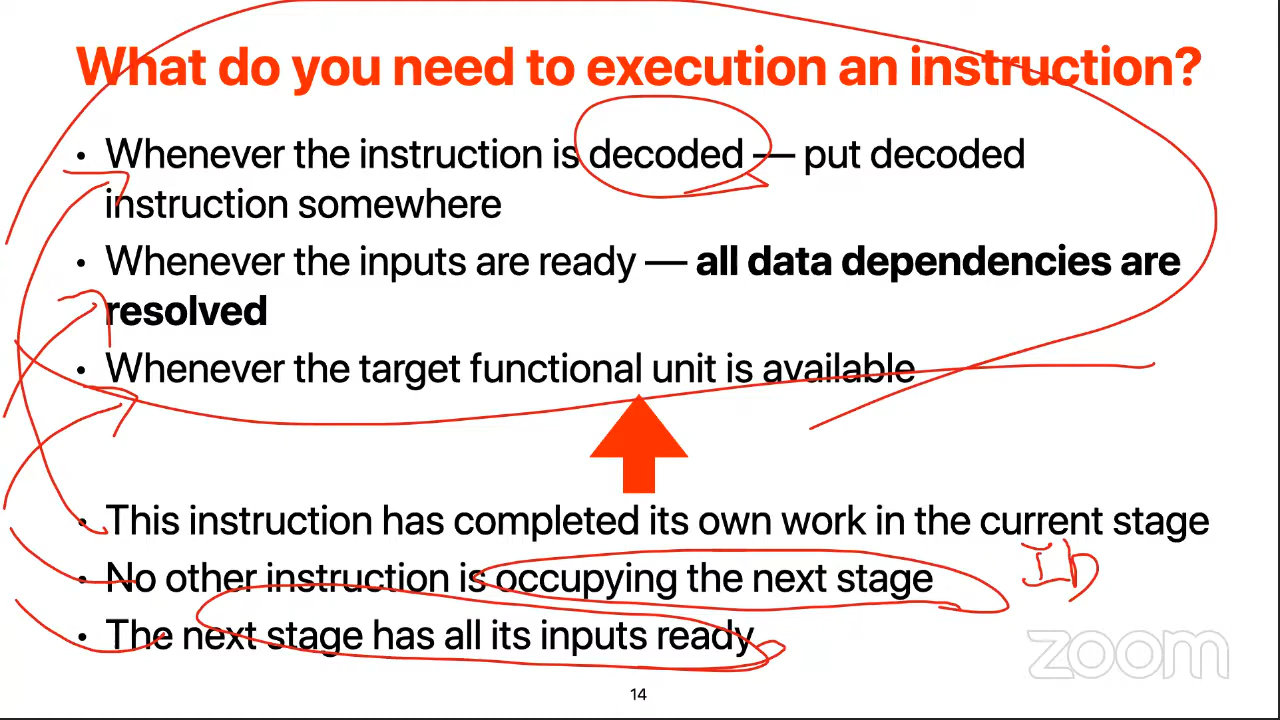 What do you need to execution an instruction?
• Whenever the instruction is decoded — put decoded
instruction somewhere
• Whenever the inputs are ready — all data dependencies are
resolved
• Whenever the target functional unit is available
• This instruction has completed its own work in the current stage
• No other instruction is occupying the next stage
ID
• The next stage has all its inputs ready
zoom
14